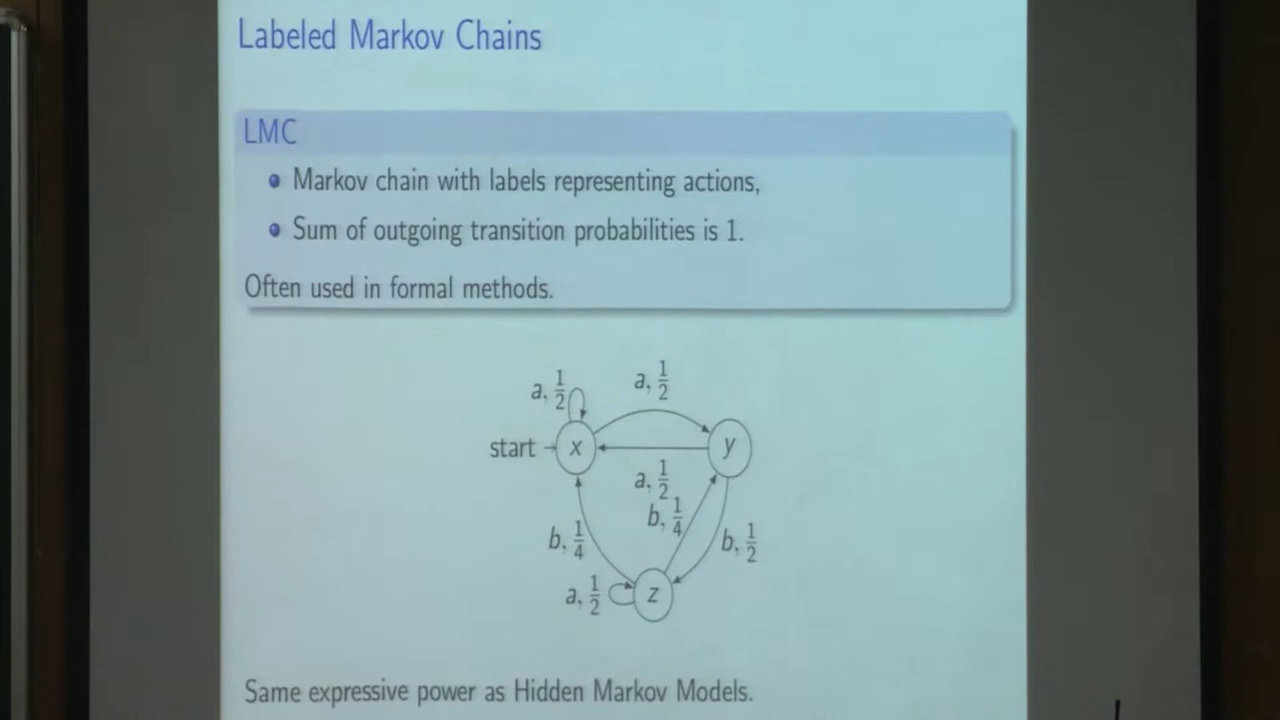 Labeled Markov Chains
LMC
Markov chain with labels representing actions,
Sum of outgoing transition probabilities is 1.
Often used in formal methods.
a, 1/2
a, 1/2
start
x
y
a, 1/2
b, 1/4
b, 1/4
b, 1/2
a, 1/2
z
Same expressive power as Hidden Markov Models.